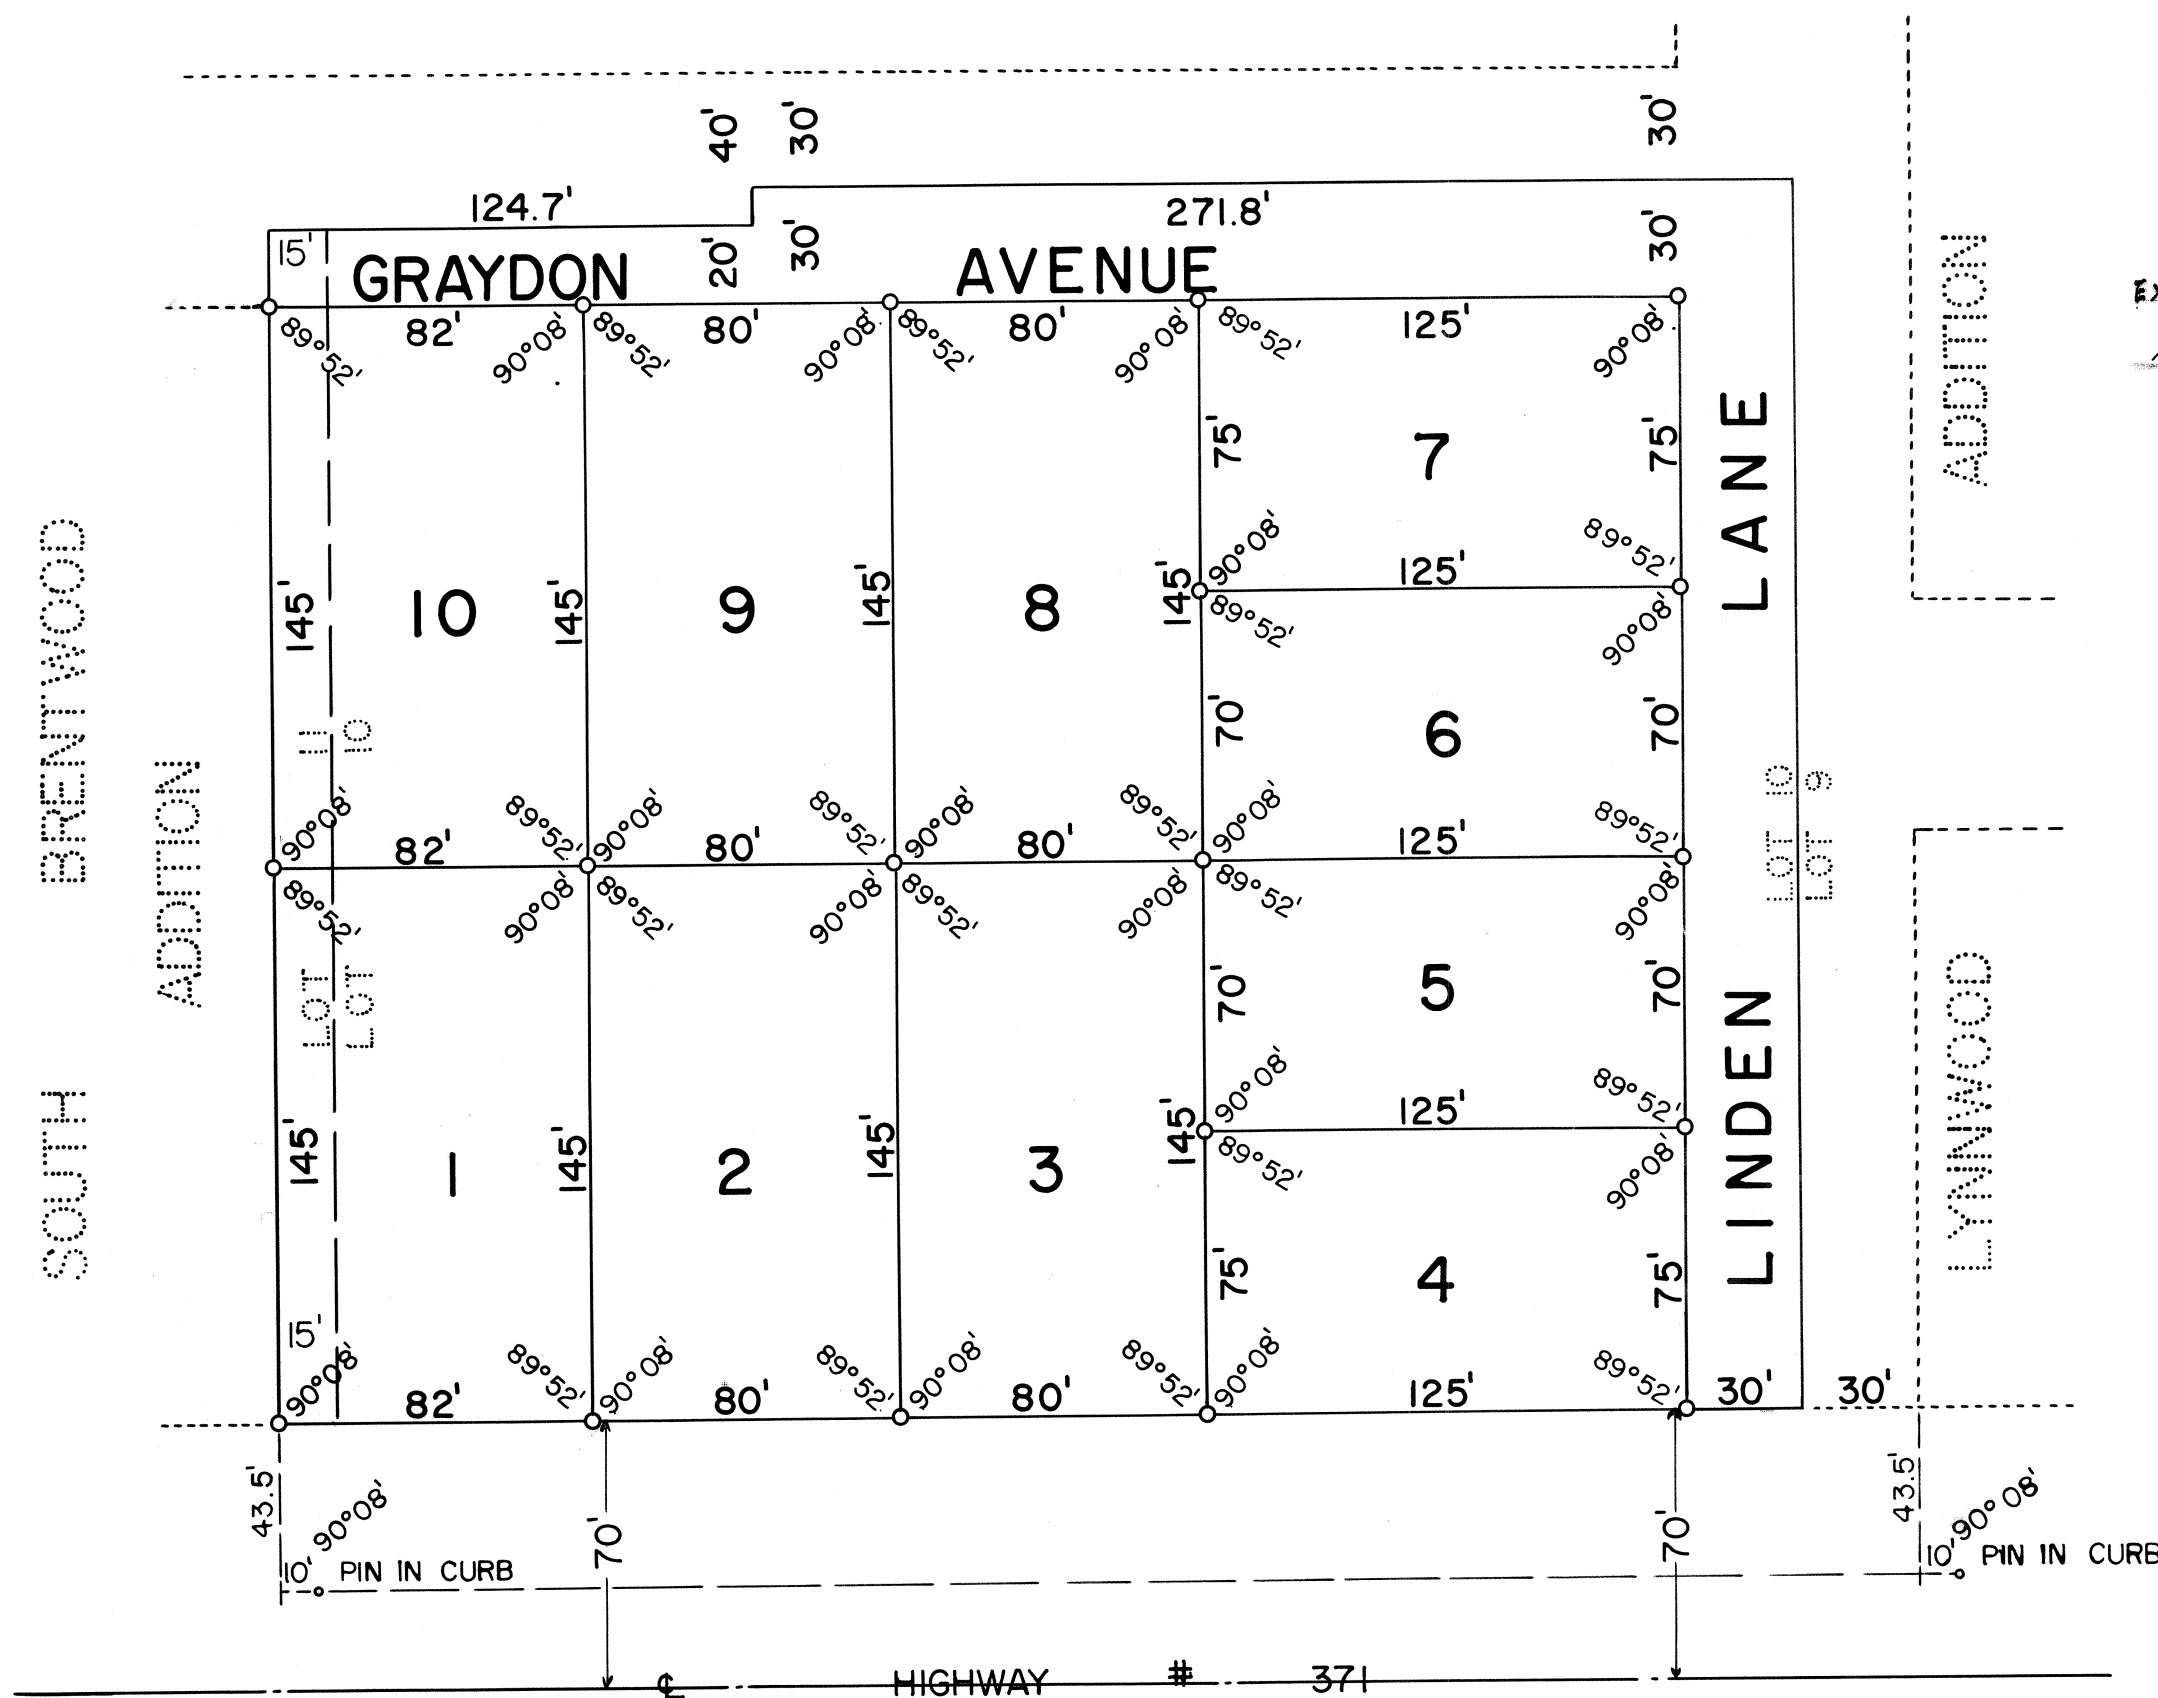 40' 30' 30'
124.7' 271.8'
15' GRAYDON 20' 30' AVENUE 30'
82' 80' 80' 125'
89°52' 90°08' 89°52' 90°08' 89°52' 90°08' 89°52' 90°08'
75' 7 75'
90°08' 125' 89°52'
145' 10 145' 9 145' 8 145'
89°52' 90°08'
11 10
70' 6 70'
90°08' 89°52' 90°08' 89°52' 90°08' 89°52' 90°08' 89°52'
82' 80' 80' 125'
89°52' 90°08' 89°52' 90°08' 89°52' 90°08' 89°52' 90°08'
LOT
LOT
70' 5 70'
90°08' 125' 89°52'
145' 1 145' 2 145' 3 145'
89°52' 90°08'
75' 4 75'
15'
90°08' 89°52' 90°08' 89°52' 90°08' 89°52' 90°08' 89°52'
82' 80' 80' 125' 30' 30'
LINDEN LANE
LOT 10
LOT 9
SOUTH BRENTWOOD
ADDITION
LYNNWOOD ADDITION
43.5' 90°08' 70' 70' 43.5' 90°08'
10' PIN IN CURB 10' PIN IN CURB
℄ HIGHWAY # 371